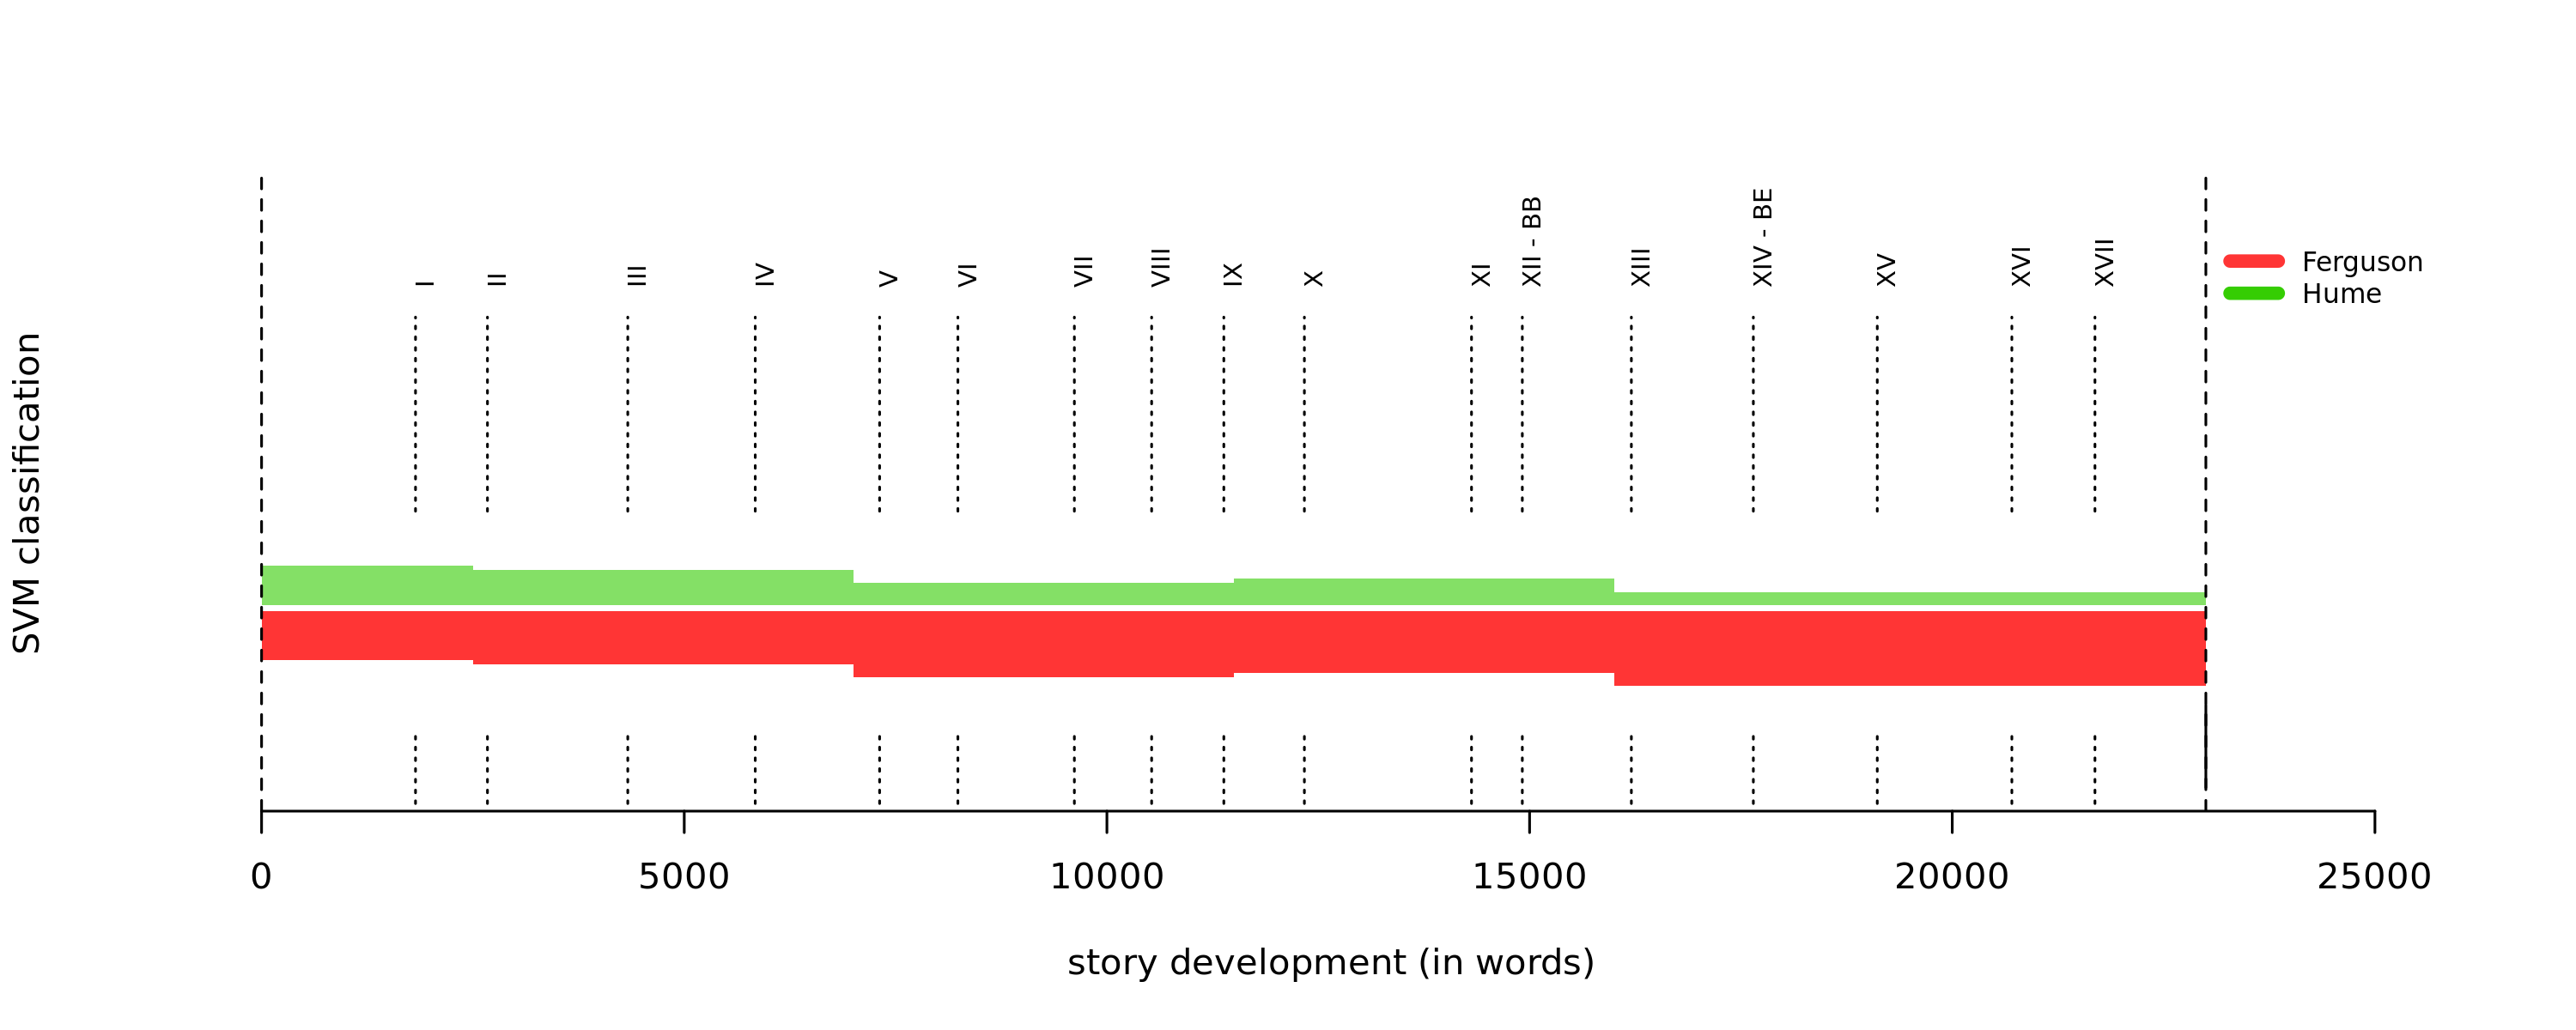 I
II
III
IV
V
VI
VII
VIII
IX
X
XI
XII - BB
XIII
XIV - BE
XV
XVI
XVII
Ferguson
Hume
SVM classification
0
5000
10000
15000
20000
25000
story development (in words)